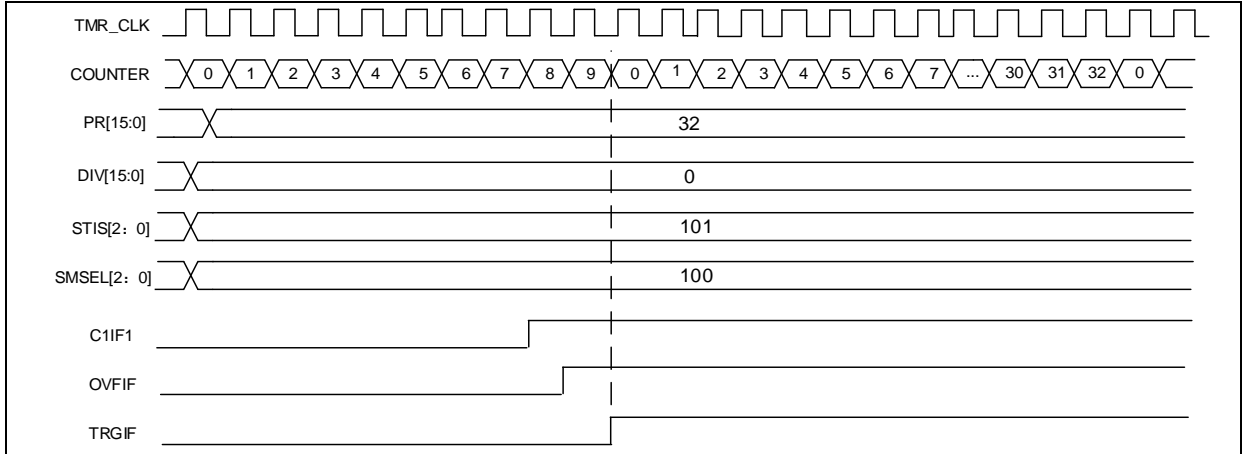 TMR_CLK
COUNTER 0 1 2 3 4 5 6 7 8 9 0 1 2 3 4 5 6 7 ... 30 31 32 0
PR[15:0] 32
DIV[15:0] 0
STIS[2：0] 101
SMSEL[2：0] 100
C1IF1
OVFIF
TRGIF